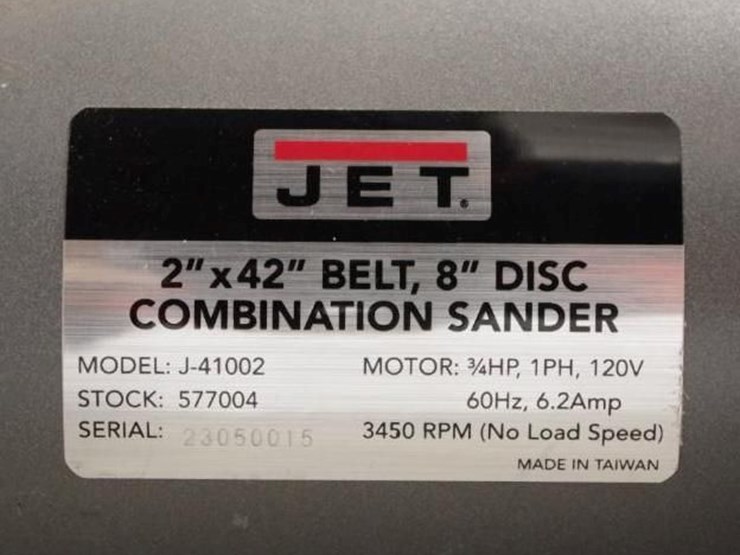 JET®
2" x 42" BELT, 8" DISC
COMBINATION SANDER
MODEL: J-41002
STOCK: 577004
SERIAL: 23050015
MOTOR: ¾HP, 1PH, 120V
60Hz, 6.2Amp
3450 RPM (No Load Speed)
MADE IN TAIWAN